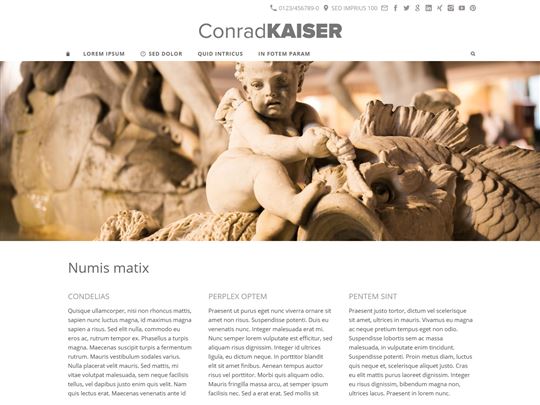 0123/456789-0 SED IMPRIUS 100
ConradKAISER
LOREM IPSUM SED DOLOR QUID INTRICUS IN FOTEM PARAM
Numis matix
CONDELIAS
Quisque ullamcorper, nisi non rhoncus mattis,
sapien nunc luctus magna, id maximus magna
sapien a risus. Sed elit nulla, commodo eu
eros ac, rutrum tempor ex. Phasellus a turpis
magna. Maecenas suscipit turpis a fermentum
rutrum. Mauris vestibulum sodales varius.
Nulla placerat velit mauris. Sed mattis, mi
vitae volutpat malesuada, sem neque facilisis
tellus, vel dapibus justo enim quis velit. Nam
quis lectus erat. Maecenas venenatis ante id
PERPLEX OPTEM
Praesent ut purus eget nunc viverra ornare sit
amet non risus. Suspendisse potenti. Duis eu
venenatis nunc. Integer malesuada erat mi.
Nunc semper lorem vulputate est efficitur, sed
aliquam risus dignissim. Integer id ultrices
ligula, eu dictum neque. In porttitor blandit
elit sit amet finibus. Aenean tempus auctor
risus vel porttitor. Morbi quis aliquam odio.
Mauris fringilla massa arcu, at semper ipsum
facilisis nec. Sed a erat erat. Sed mollis sit
PENTEM SINT
Praesent justo tortor, dictum vel scelerisque
sit amet, ultrices in mauris. Vivamus eu magna
ac neque pretium tempus eget non odio.
Suspendisse lobortis sem ac massa
malesuada, in vulputate enim tincidunt.
Suspendisse potenti. Proin metus diam, luctus
quis neque et, scelerisque aliquet justo. Cras
eu elit mattis purus laoreet dignissim. Integer
eu risus dignissim, bibendum magna non,
ultrices lacus. Praesent in lorem nunc.